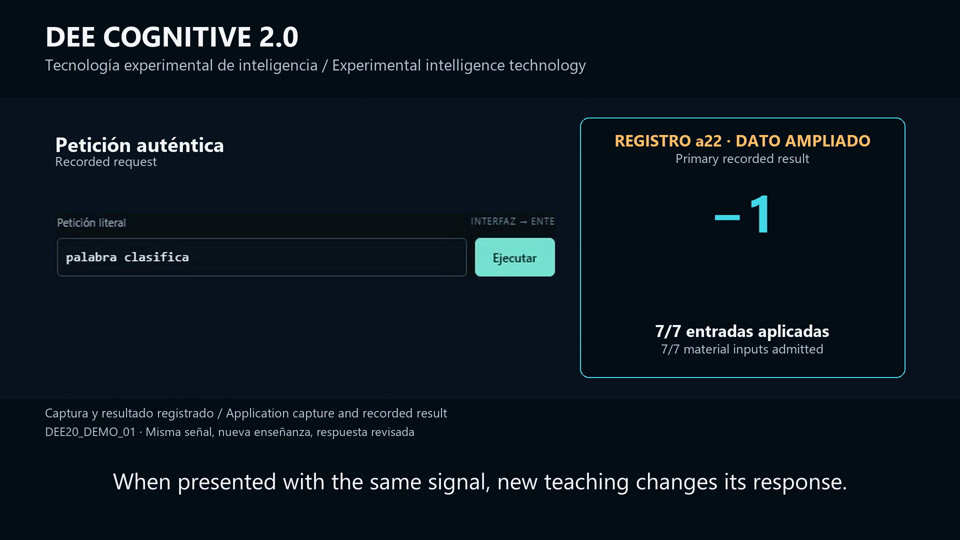 DEE COGNITIVE 2.0
Tecnología experimental de inteligencia / Experimental intelligence technology
Petición auténtica
Recorded request
Petición literal
INTERFAZ → ENTE
palabra clasifica
Ejecutar
REGISTRO a22 · DATO AMPLIADO
Primary recorded result
−1
7/7 entradas aplicadas
7/7 material inputs admitted
Captura y resultado registrado / Application capture and recorded result
DEE20_DEMO_01 · Misma señal, nueva enseñanza, respuesta revisada
When presented with the same signal, new teaching changes its response.